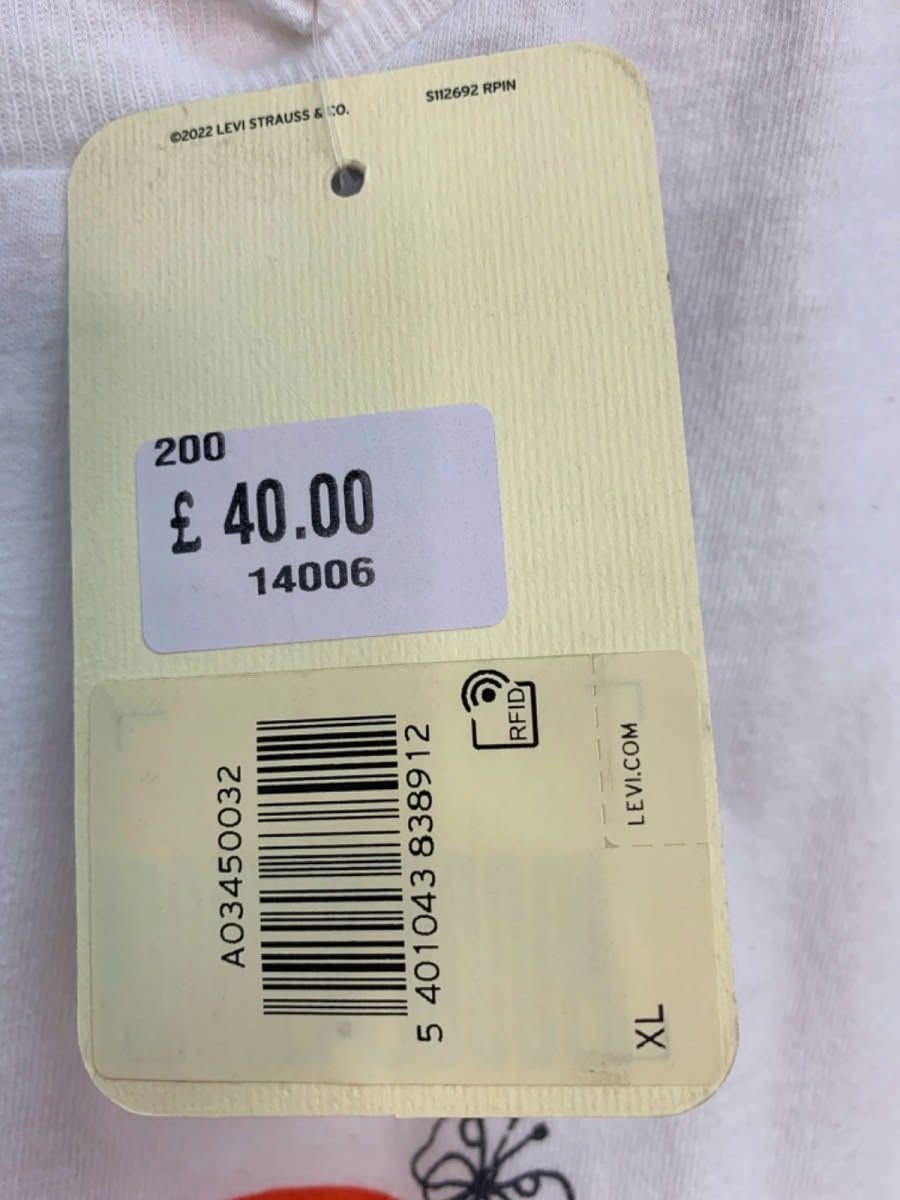 ©2022 LEVI STRAUSS & CO.
S112692 RPIN
200
£ 40.00
14006
A03450032
5 401043 838912
RFID
LEVI.COM
XL